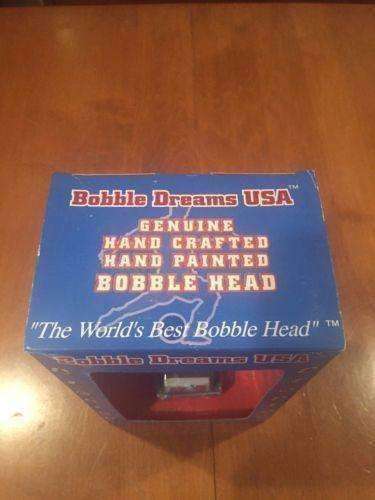 Bobble Dreams USA™
GENUINE
HAND CRAFTED
HAND PAINTED
BOBBLE HEAD
"The World's Best Bobble Head" ™
Bobble Dreams USA